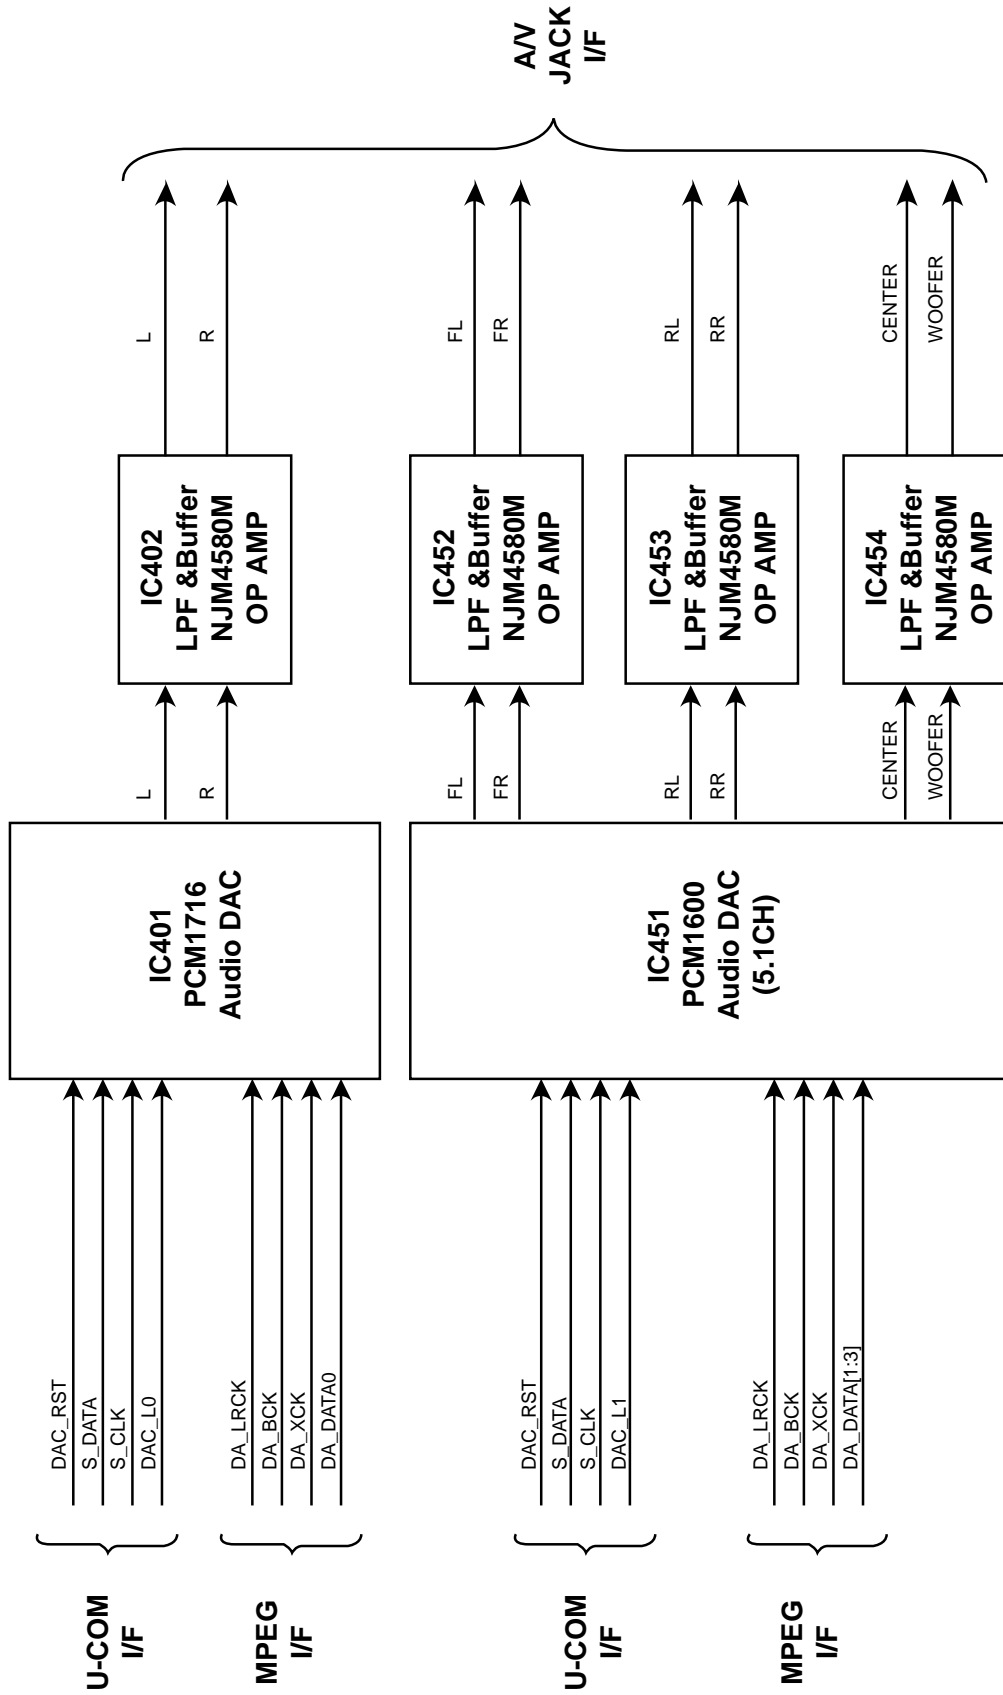 U-COM
I/F
DAC_RST
S_DATA
S_CLK
DAC_L0
MPEG
I/F
DA_LRCK
DA_BCK
DA_XCK
DA_DATA0
IC401
PCM1716
Audio DAC
L
R
IC402
LPF &Buffer
NJM4580M
OP AMP
L
R
U-COM
I/F
DAC_RST
S_DATA
S_CLK
DAC_L1
MPEG
I/F
DA_LRCK
DA_BCK
DA_XCK
DA_DATA[1:3]
IC451
PCM1600
Audio DAC
(5.1CH)
FL
FR
RL
RR
CENTER
WOOFER
IC452
LPF &Buffer
NJM4580M
OP AMP
FL
FR
IC453
LPF &Buffer
NJM4580M
OP AMP
RL
RR
IC454
LPF &Buffer
NJM4580M
OP AMP
CENTER
WOOFER
A/V
JACK
I/F